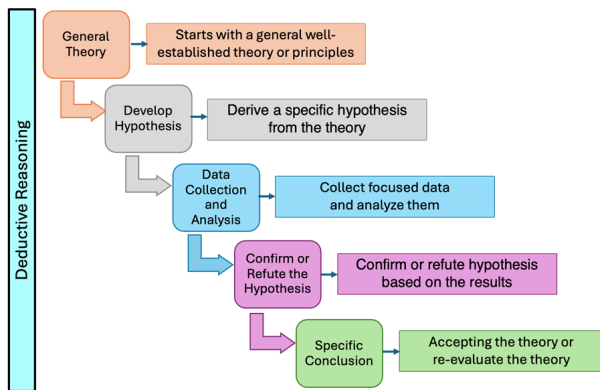 Deductive Reasoning
General
Theory
Starts with a general well-
established theory or principles
Develop
Hypothesis
Derive a specific hypothesis
from the theory
Data
Collection
and
Analysis
Collect focused data
and analyze them
Confirm or
Refute the
Hypothesis
Confirm or refute hypothesis
based on the results
Specific
Conclusion
Accepting the theory or
re-evaluate the theory